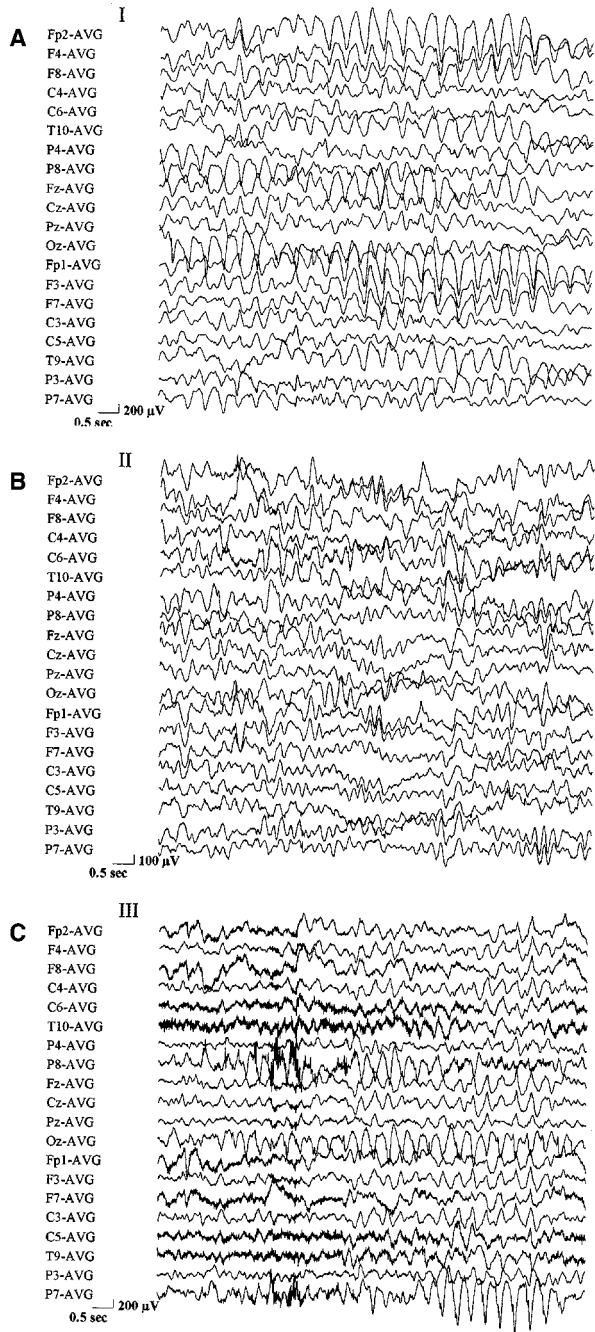 I
A
Fp2-AVG
F4-AVG
F8-AVG
C4-AVG
C6-AVG
T10-AVG
P4-AVG
P8-AVG
Fz-AVG
Cz-AVG
Pz-AVG
Oz-AVG
Fp1-AVG
F3-AVG
F7-AVG
C3-AVG
C5-AVG
T9-AVG
P3-AVG
P7-AVG
200 µV
0.5 sec
II
B
Fp2-AVG
F4-AVG
F8-AVG
C4-AVG
C6-AVG
T10-AVG
P4-AVG
P8-AVG
Fz-AVG
Cz-AVG
Pz-AVG
Oz-AVG
Fp1-AVG
F3-AVG
F7-AVG
C3-AVG
C5-AVG
T9-AVG
P3-AVG
P7-AVG
100 µV
0.5 sec
III
C
Fp2-AVG
F4-AVG
F8-AVG
C4-AVG
C6-AVG
T10-AVG
P4-AVG
P8-AVG
Fz-AVG
Cz-AVG
Pz-AVG
Oz-AVG
Fp1-AVG
F3-AVG
F7-AVG
C3-AVG
C5-AVG
T9-AVG
P3-AVG
P7-AVG
200 µV
0.5 sec